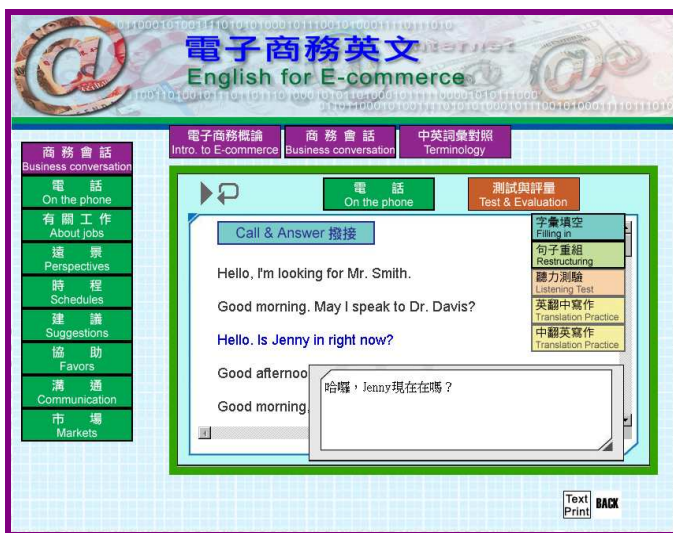 電子商務英文
English for E-commerce
電子商務概論
Intro. to E-commerce
商務會話
Business conversation
中英詞彙對照
Terminology
商務會話
Business conversation
電話
On the phone
有關工作
About jobs
遠景
Perspectives
時程
Schedules
建議
Suggestions
協助
Favors
溝通
Communication
市場
Markets
電話
On the phone
測試與評量
Test & Evaluation
字彙填空
Filling in
句子重組
Restructuring
聽力測驗
Listening Test
英翻中寫作
Translation Practice
中翻英寫作
Translation Practice
Call & Answer 撥接
Hello, I'm looking for Mr. Smith.
Good morning. May I speak to Dr. Davis?
Hello. Is Jenny in right now?
Good afternoo
Good morning,
哈囉，Jenny現在在嗎？
Text
Print
BACK